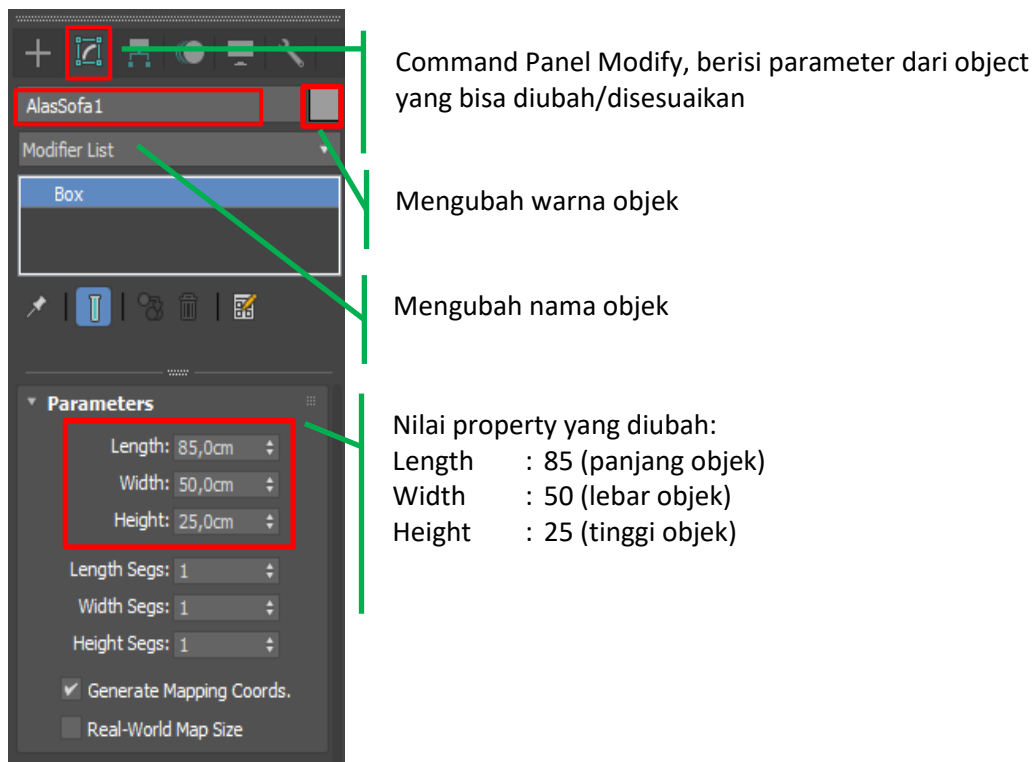 Command Panel Modify, berisi parameter dari object
yang bisa diubah/disesuaikan
AlasSofa1
Modifier List
Box
Mengubah warna objek
Mengubah nama objek
Parameters
Length: 85,0cm
Width: 50,0cm
Height: 25,0cm
Length Segs: 1
Width Segs: 1
Height Segs: 1
Generate Mapping Coords.
Real-World Map Size
Nilai property yang diubah:
Length : 85 (panjang objek)
Width : 50 (lebar objek)
Height : 25 (tinggi objek)